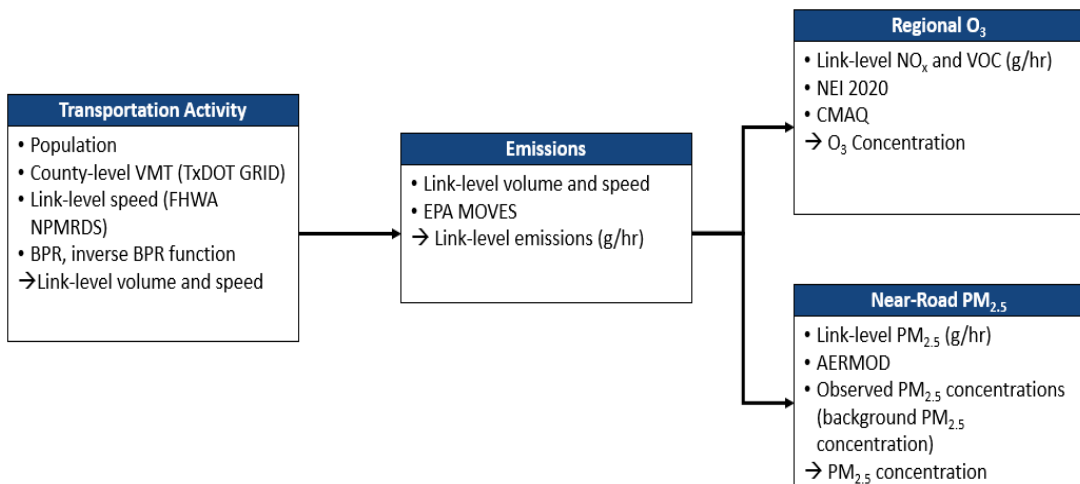 Transportation Activity
• Population
• County-level VMT (TxDOT GRID)
• Link-level speed (FHWA
NPMRDS)
• BPR, inverse BPR function
→Link-level volume and speed
Emissions
• Link-level volume and speed
• EPA MOVES
→ Link-level emissions (g/hr)
Regional O₃
• Link-level NOₓ and VOC (g/hr)
• NEI 2020
• CMAQ
→ O₃ Concentration
Near-Road PM₂.₅
• Link-level PM₂.₅ (g/hr)
• AERMOD
• Observed PM₂.₅ concentrations
(background PM₂.₅
concentration)
→ PM₂.₅ concentration